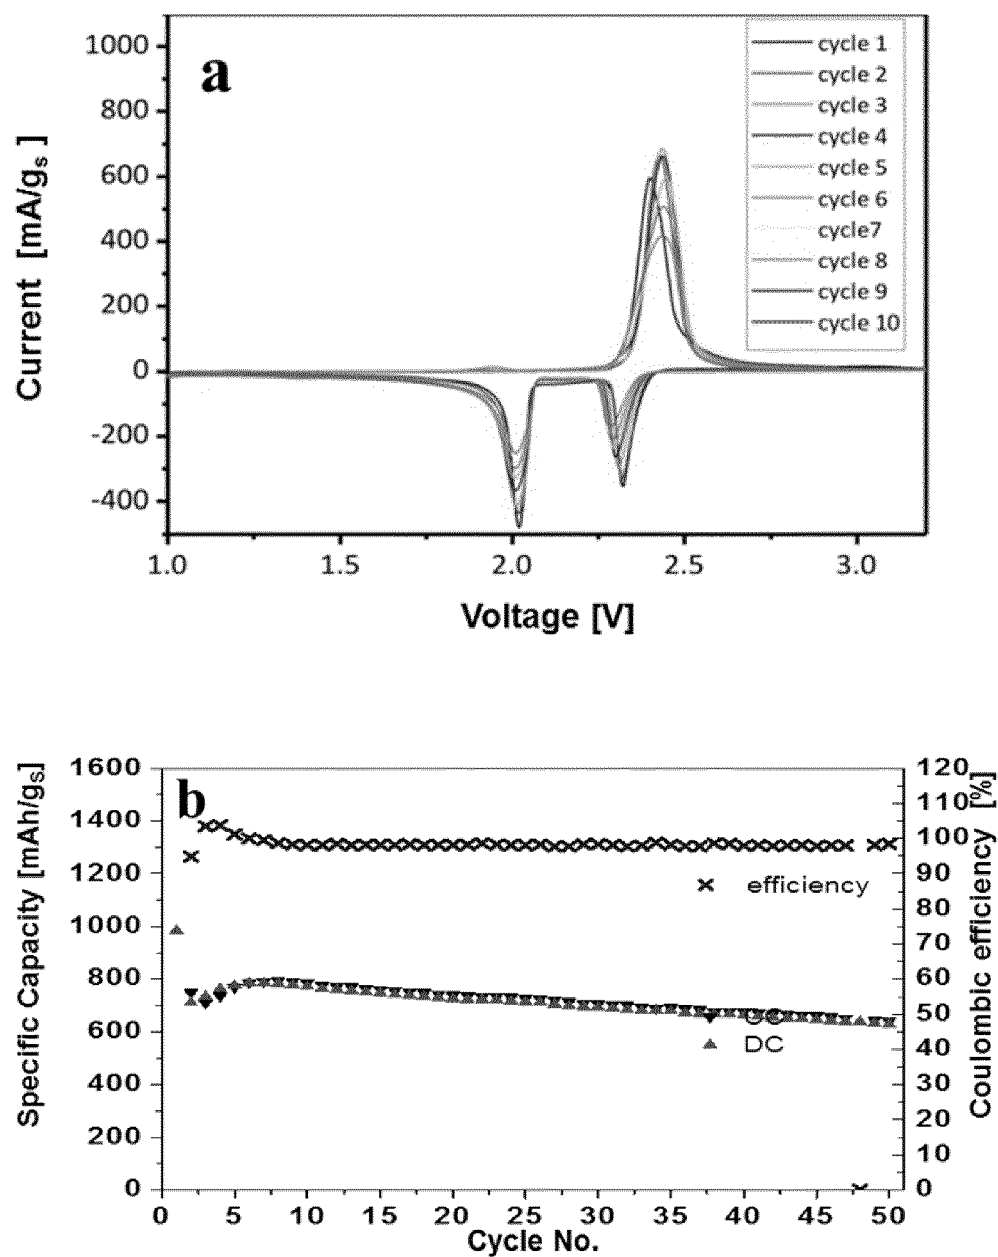 a
1000
800
600
400
200
0
-200
-400
Current [mA/gs]
cycle 1
cycle 2
cycle 3
cycle 4
cycle 5
cycle 6
cycle7
cycle 8
cycle 9
cycle 10
1.0 1.5 2.0 2.5 3.0
Voltage [V]
b
1600
1400
1200
1000
800
600
400
200
0
Specific Capacity [mAh/gs]
120
110
100
90
80
70
60
50
40
30
20
10
0
Coulombic efficiency [%]
efficiency
DC
0 5 10 15 20 25 30 35 40 45 50
Cycle No.